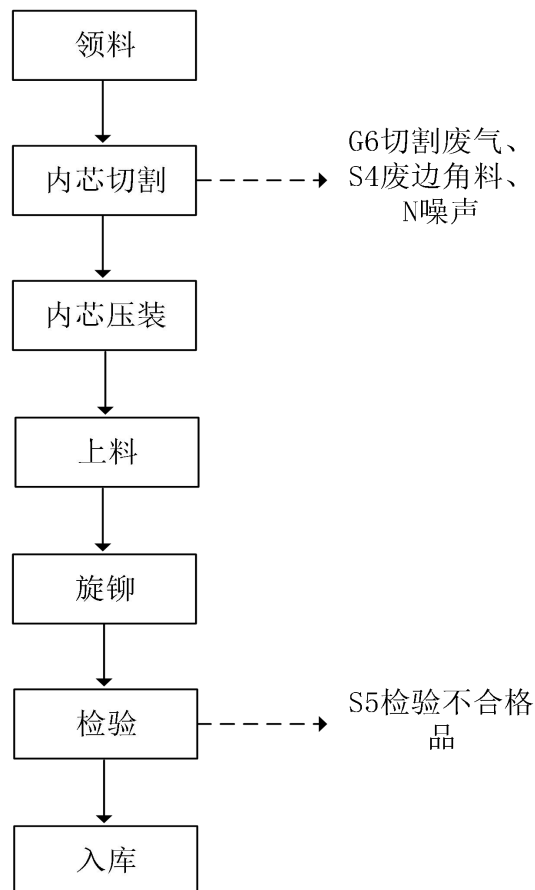 领料
内芯切割
G6切割废气、
S4废边角料、
N噪声
内芯压装
上料
旋铆
检验
S5检验不合格
品
入库